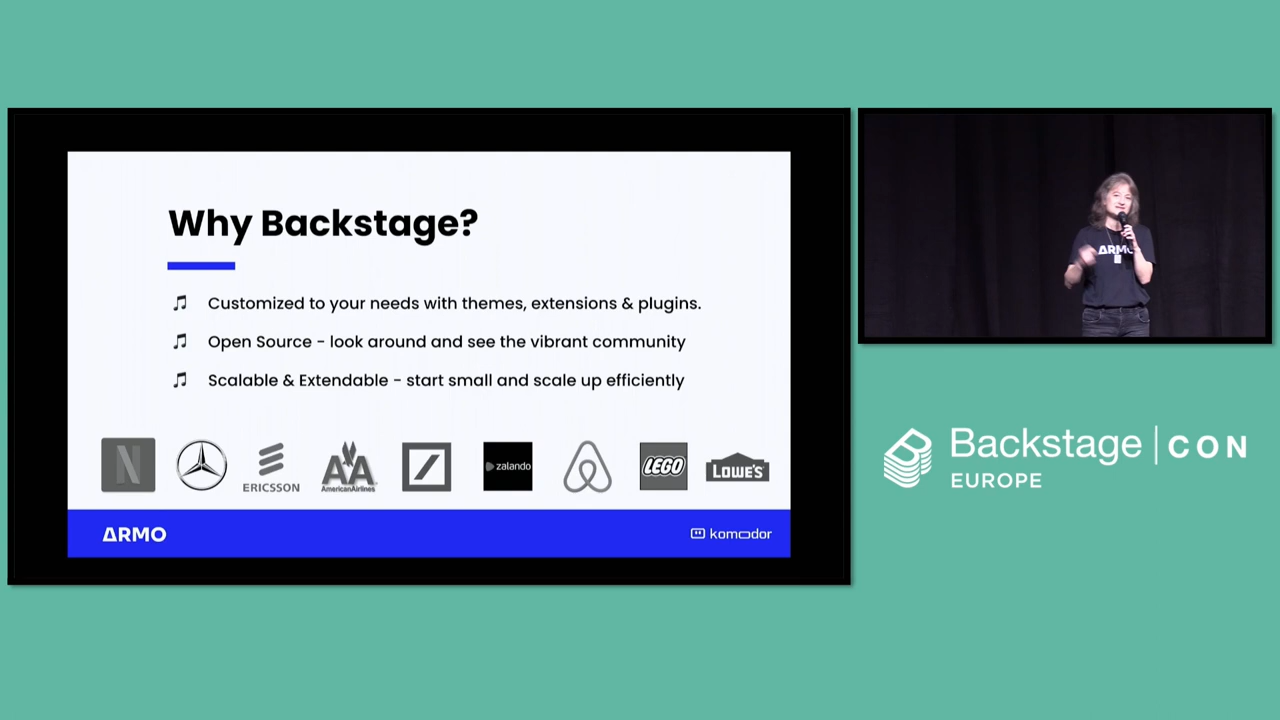 Why Backstage?
Customized to your needs with themes, extensions & plugins.
Open Source - look around and see the vibrant community
Scalable & Extendable - start small and scale up efficiently
N
ERICSSON
AA
AmericanAirlines
zalando
LEGO
LOWE'S
ARMO
komodor
ARMO
Backstage | CON
EUROPE